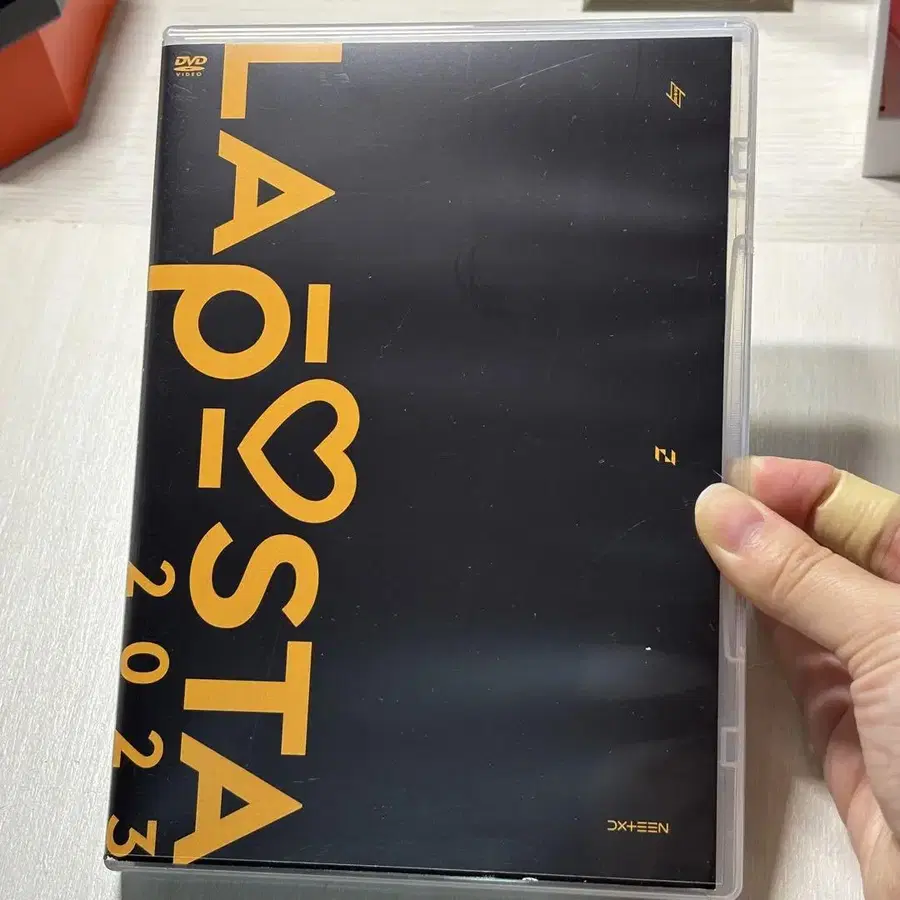 DVD
VIDEO
LAPOSTA
2023
DXTEEN